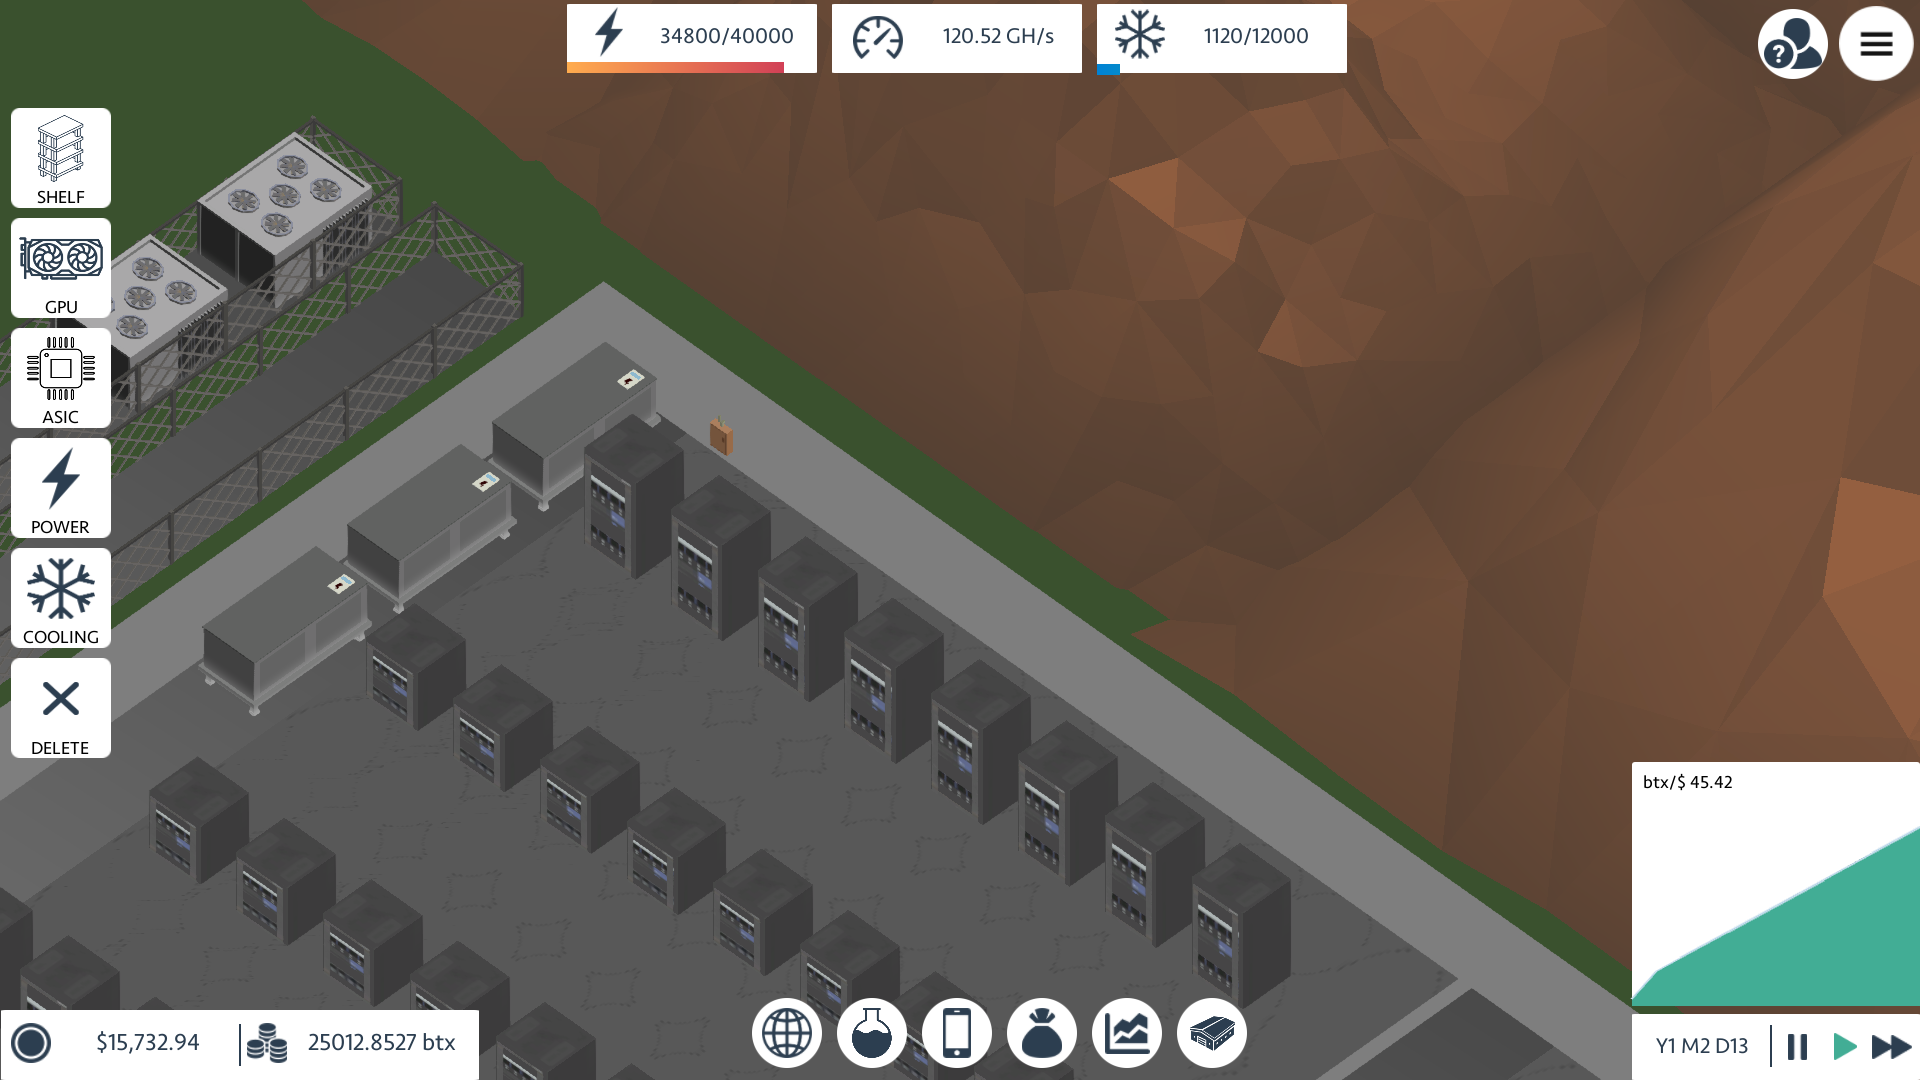 34800/40000
120.52 GH/s
1120/12000
?
SHELF
GPU
ASIC
POWER
COOLING
DELETE
btx/$ 45.42
$15,732.94
25012.8527 btx
Y1 M2 D13